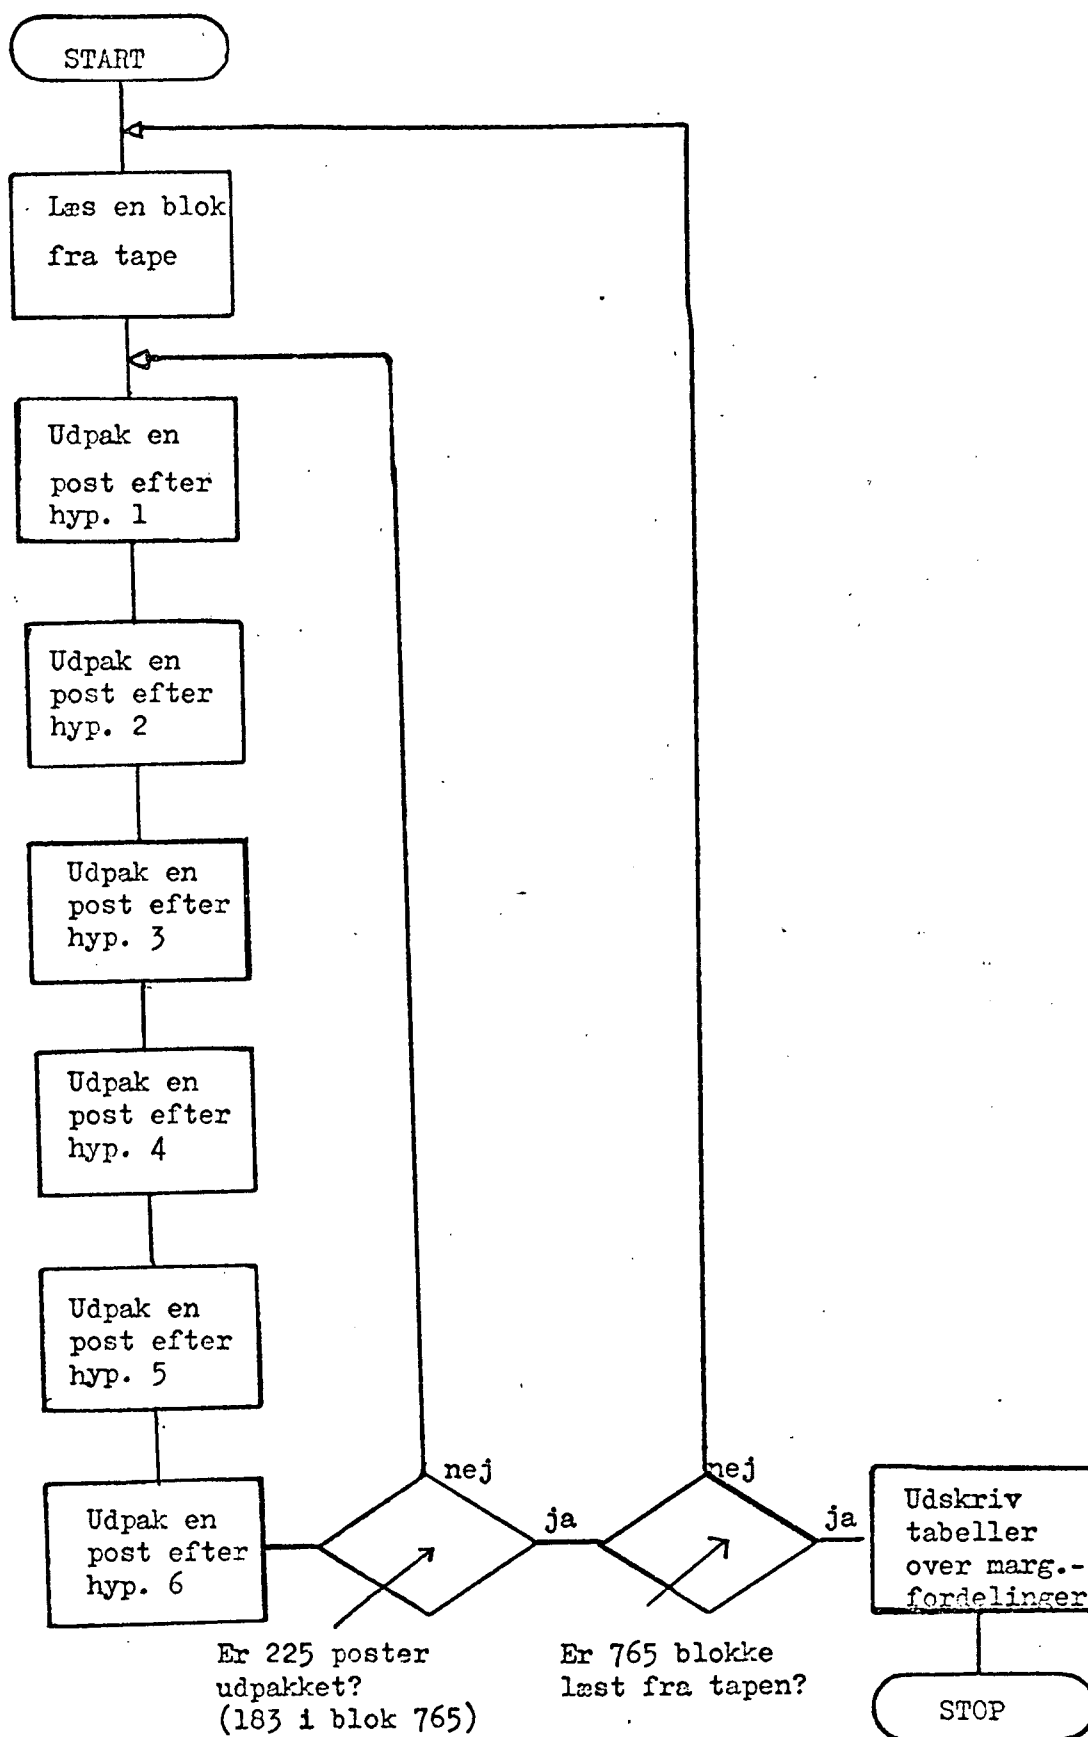 START
Læs en blok
fra tape
Udpak en
post efter
hyp. 1
Udpak en
post efter
hyp. 2
Udpak en
post efter
hyp. 3
Udpak en
post efter
hyp. 4
Udpak en
post efter
hyp. 5
Udpak en
post efter
hyp. 6
nej
ja
Er 225 poster
udpakket?
(183 i blok 765)
nej
ja
Er 765 blokke
læst fra tapen?
Udskriv
tabeller
over marg.-
fordelinger
STOP